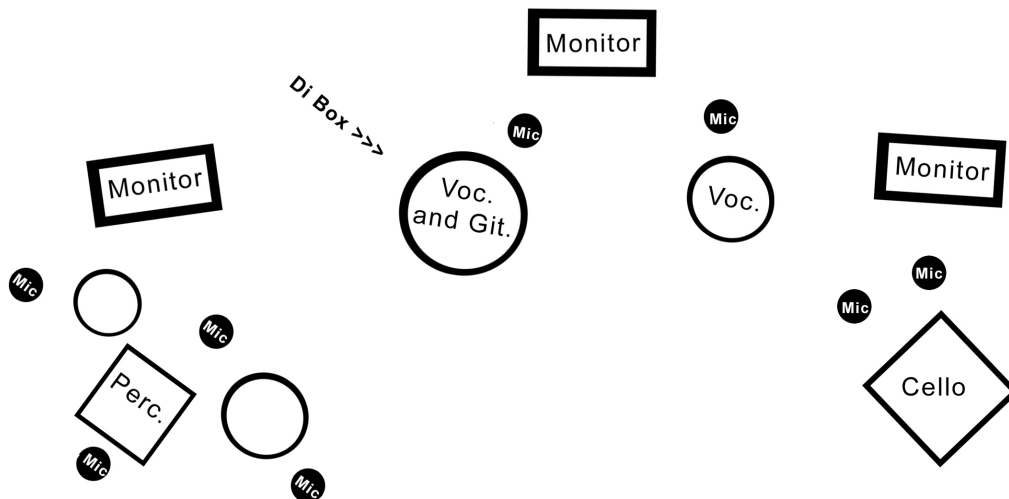 Monitor
Di Box >>>
Mic
Mic
Monitor
Monitor
Voc.
and Git.
Voc.
Mic
Mic
Mic
Mic
Perc.
Cello
Mic
Mic